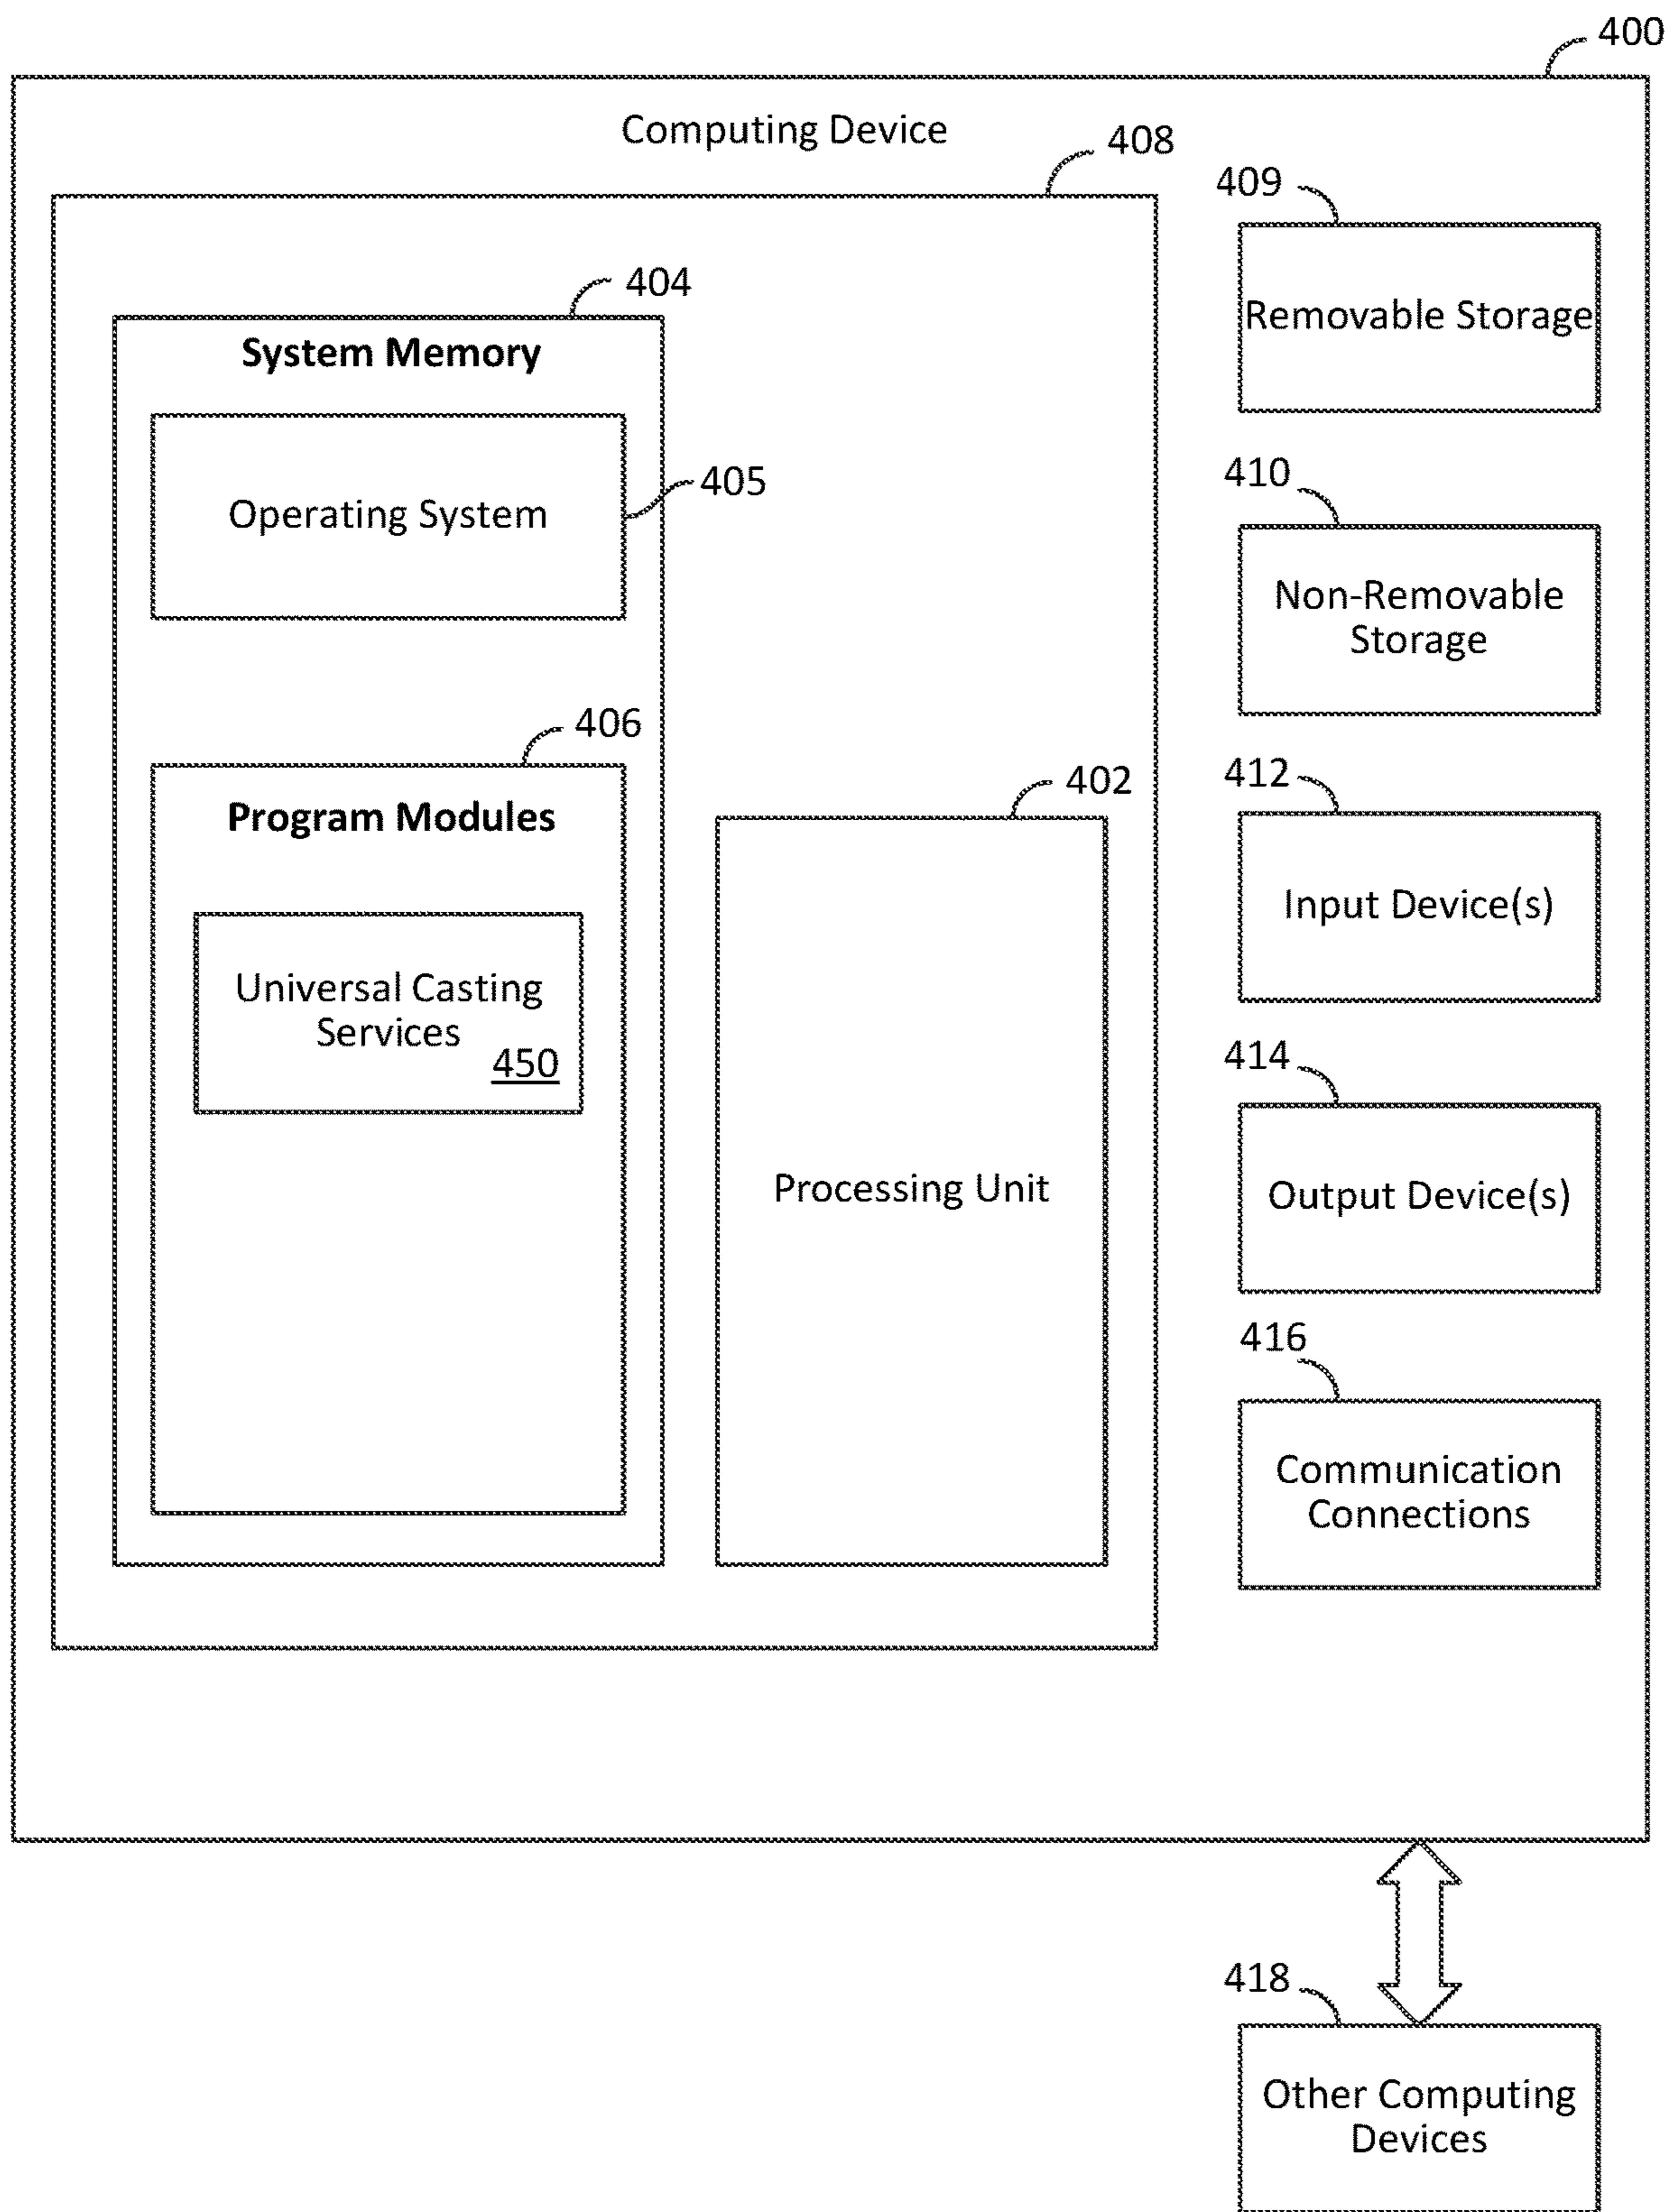 400
Computing Device
408
409
Removable Storage
404
System Memory
Operating System
405
410
Non-Removable
Storage
406
Program Modules
Universal Casting
Services
450
402
Processing Unit
412
Input Device(s)
414
Output Device(s)
416
Communication
Connections
418
Other Computing
Devices